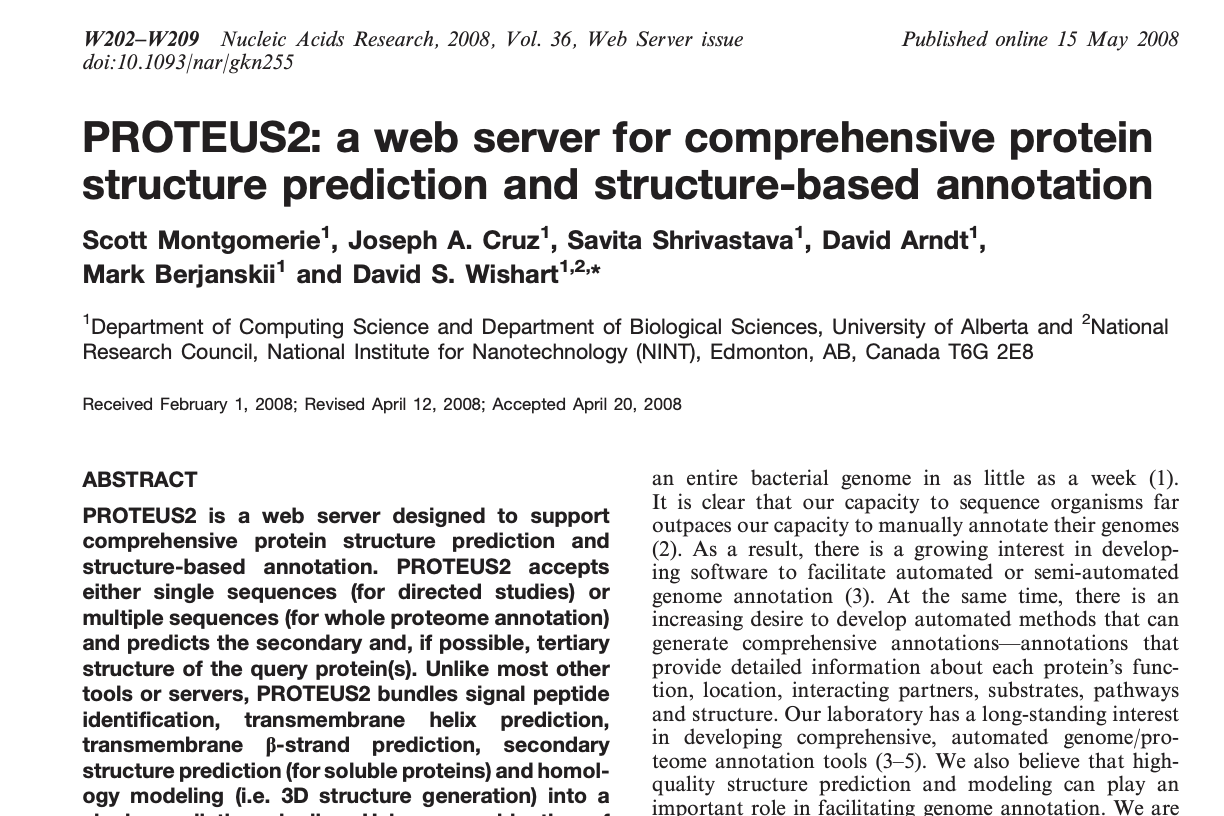 W202–W209 Nucleic Acids Research, 2008, Vol. 36, Web Server issue Published online 15 May 2008
doi:10.1093/nar/gkn255
PROTEUS2: a web server for comprehensive protein
structure prediction and structure-based annotation
Scott Montgomerie1, Joseph A. Cruz1, Savita Shrivastava1, David Arndt1,
Mark Berjanskii1 and David S. Wishart1,2,*
1Department of Computing Science and Department of Biological Sciences, University of Alberta and 2National
Research Council, National Institute for Nanotechnology (NINT), Edmonton, AB, Canada T6G 2E8
Received February 1, 2008; Revised April 12, 2008; Accepted April 20, 2008
ABSTRACT
PROTEUS2 is a web server designed to support
comprehensive protein structure prediction and
structure-based annotation. PROTEUS2 accepts
either single sequences (for directed studies) or
multiple sequences (for whole proteome annotation)
and predicts the secondary and, if possible, tertiary
structure of the query protein(s). Unlike most other
tools or servers, PROTEUS2 bundles signal peptide
identification, transmembrane helix prediction,
transmembrane β-strand prediction, secondary
structure prediction (for soluble proteins) and homol-
ogy modeling (i.e. 3D structure generation) into a
an entire bacterial genome in as little as a week (1).
It is clear that our capacity to sequence organisms far
outpaces our capacity to manually annotate their genomes
(2). As a result, there is a growing interest in develop-
ing software to facilitate automated or semi-automated
genome annotation (3). At the same time, there is an
increasing desire to develop automated methods that can
generate comprehensive annotations—annotations that
provide detailed information about each protein's func-
tion, location, interacting partners, substrates, pathways
and structure. Our laboratory has a long-standing interest
in developing comprehensive, automated genome/pro-
teome annotation tools (3–5). We also believe that high-
quality structure prediction and modeling can play an
important role in facilitating genome annotation. We are